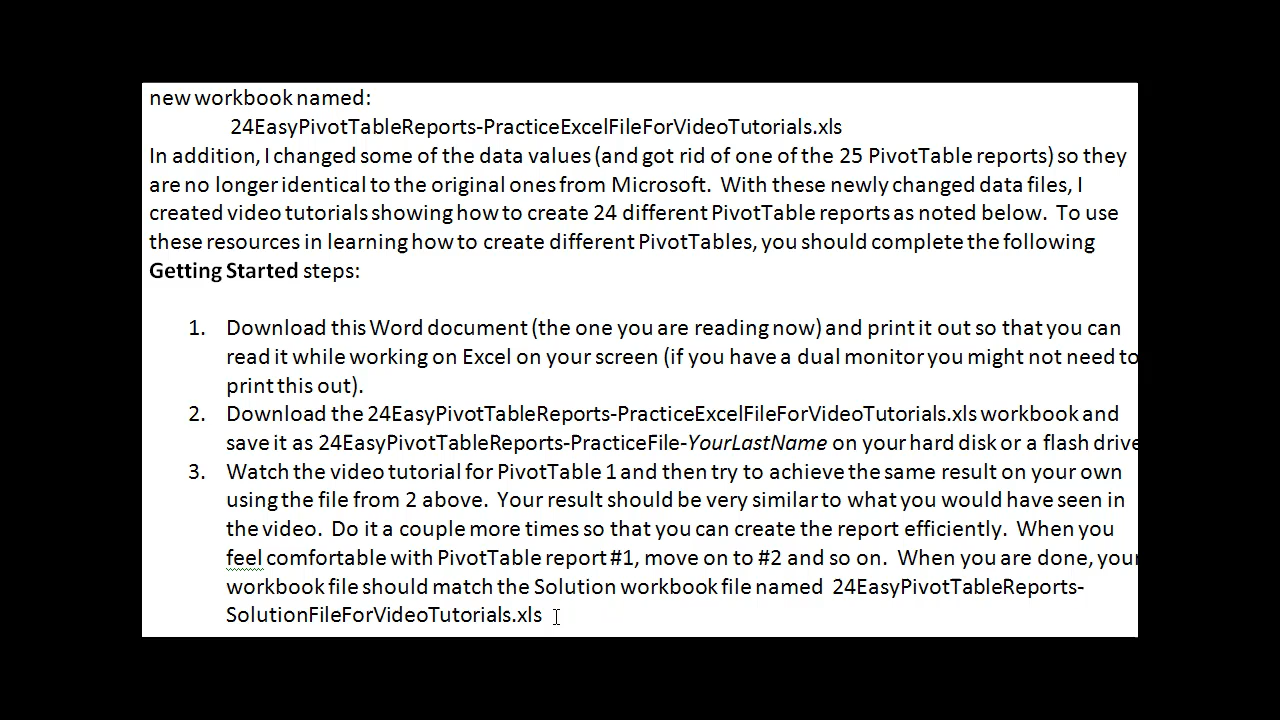 new workbook named:
24EasyPivotTableReports-PracticeExcelFileForVideoTutorials.xls
In addition, I changed some of the data values (and got rid of one of the 25 PivotTable reports) so they
are no longer identical to the original ones from Microsoft. With these newly changed data files, I
created video tutorials showing how to create 24 different PivotTable reports as noted below. To use
these resources in learning how to create different PivotTables, you should complete the following
Getting Started steps:
1. Download this Word document (the one you are reading now) and print it out so that you can
read it while working on Excel on your screen (if you have a dual monitor you might not need to
print this out).
2. Download the 24EasyPivotTableReports-PracticeExcelFileForVideoTutorials.xls workbook and
save it as 24EasyPivotTableReports-PracticeFile-YourLastName on your hard disk or a flash drive
3. Watch the video tutorial for PivotTable 1 and then try to achieve the same result on your own
using the file from 2 above. Your result should be very similar to what you would have seen in
the video. Do it a couple more times so that you can create the report efficiently. When you
feel comfortable with PivotTable report #1, move on to #2 and so on. When you are done, your
workbook file should match the Solution workbook file named 24EasyPivotTableReports-
SolutionFileForVideoTutorials.xls